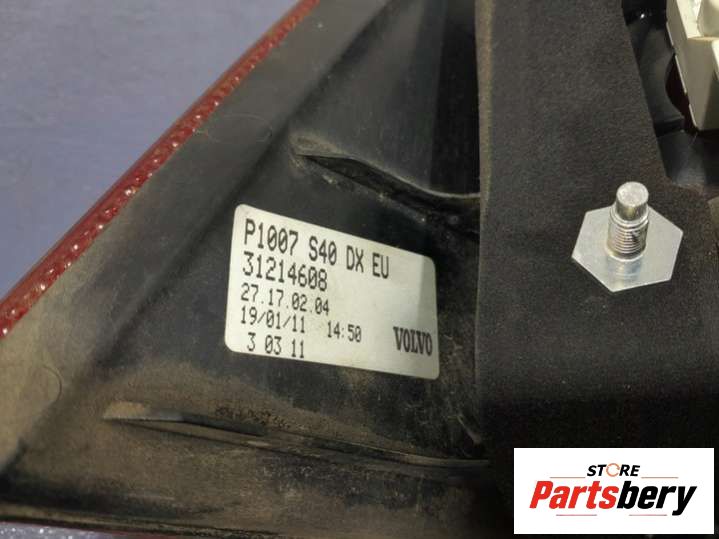 P1007 S40 DX EU
31214608
27.17.02.04
19/01/11 14:50
3 03 11 VOLVO
STORE
Partsbery